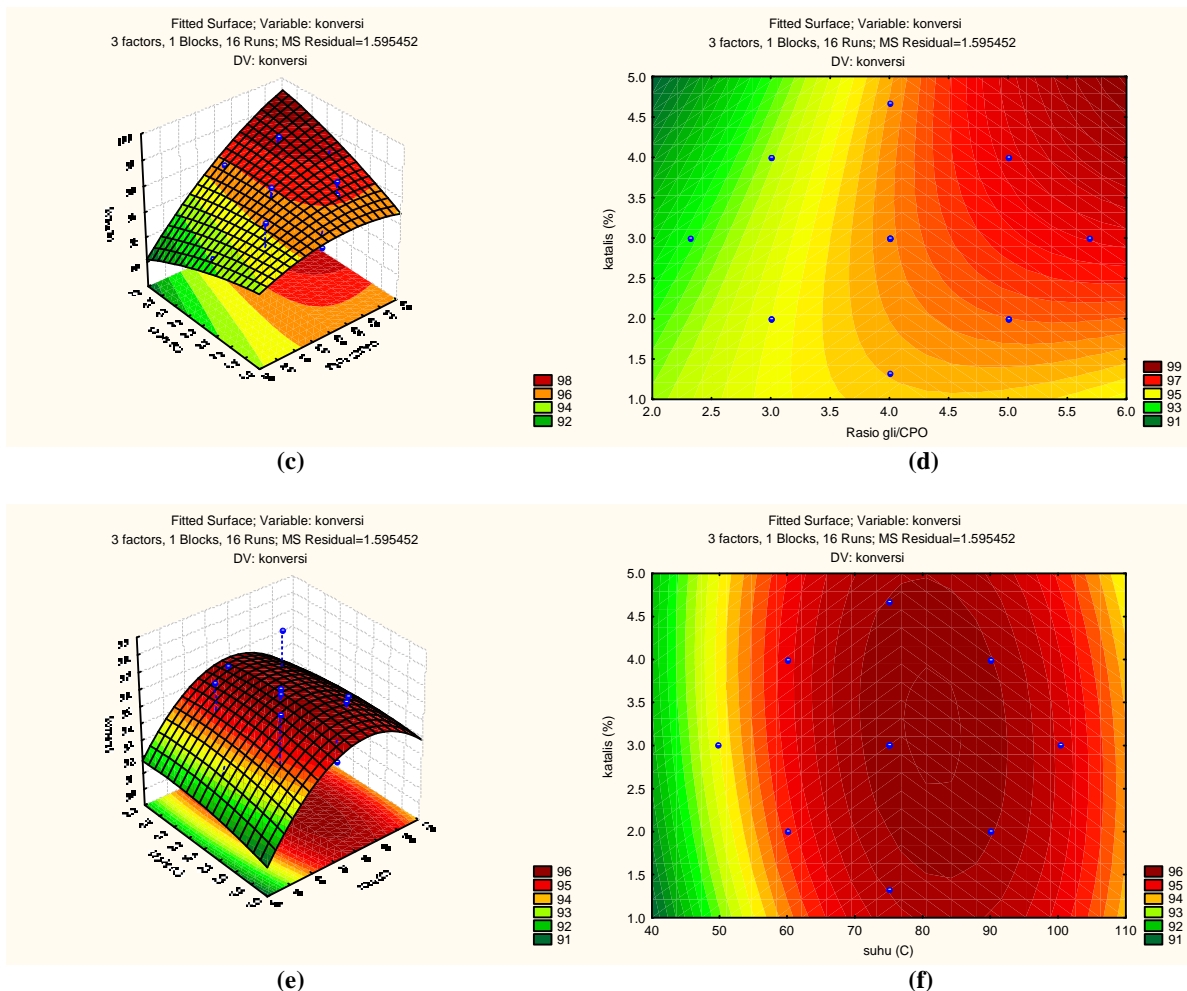 Fitted Surface; Variable: konversi
3 factors, 1 Blocks, 16 Runs; MS Residual=1.595452
DV: konversi
98
96
94
92
(c)
Fitted Surface; Variable: konversi
3 factors, 1 Blocks, 16 Runs; MS Residual=1.595452
DV: konversi
5.0
4.5
4.0
3.5
3.0
2.5
2.0
1.5
1.0
katalis (%)
2.0 2.5 3.0 3.5 4.0 4.5 5.0 5.5 6.0
Rasio gli/CPO
99
97
95
93
91
(d)
Fitted Surface; Variable: konversi
3 factors, 1 Blocks, 16 Runs; MS Residual=1.595452
DV: konversi
96
95
94
93
92
91
(e)
Fitted Surface; Variable: konversi
3 factors, 1 Blocks, 16 Runs; MS Residual=1.595452
DV: konversi
5.0
4.5
4.0
3.5
3.0
2.5
2.0
1.5
1.0
katalis (%)
40 50 60 70 80 90 100 110
suhu (C)
96
95
94
93
92
91
(f)